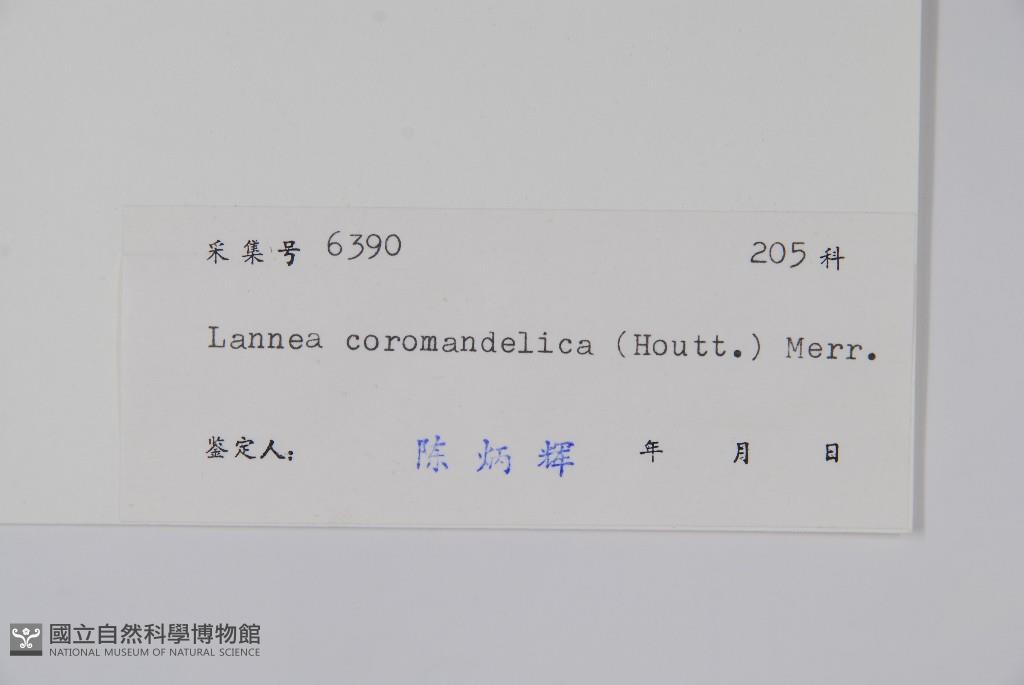 采集号 6390 205 科
Lannea coromandelica (Houtt.) Merr.
鉴定人: 陈炳辉 年 月 日
國立自然科學博物館
NATIONAL MUSEUM OF NATURAL SCIENCE